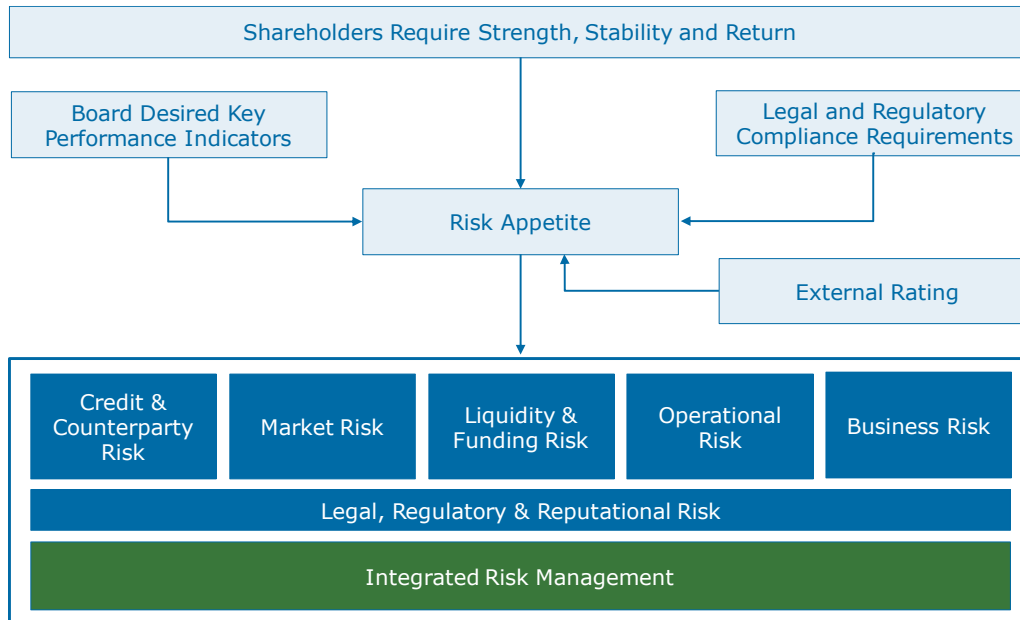 Shareholders Require Strength, Stability and Return
Board Desired Key
Performance Indicators
Legal and Regulatory
Compliance Requirements
Risk Appetite
External Rating
Credit &
Counterparty
Risk
Market Risk
Liquidity &
Funding Risk
Operational
Risk
Business Risk
Legal, Regulatory & Reputational Risk
Integrated Risk Management